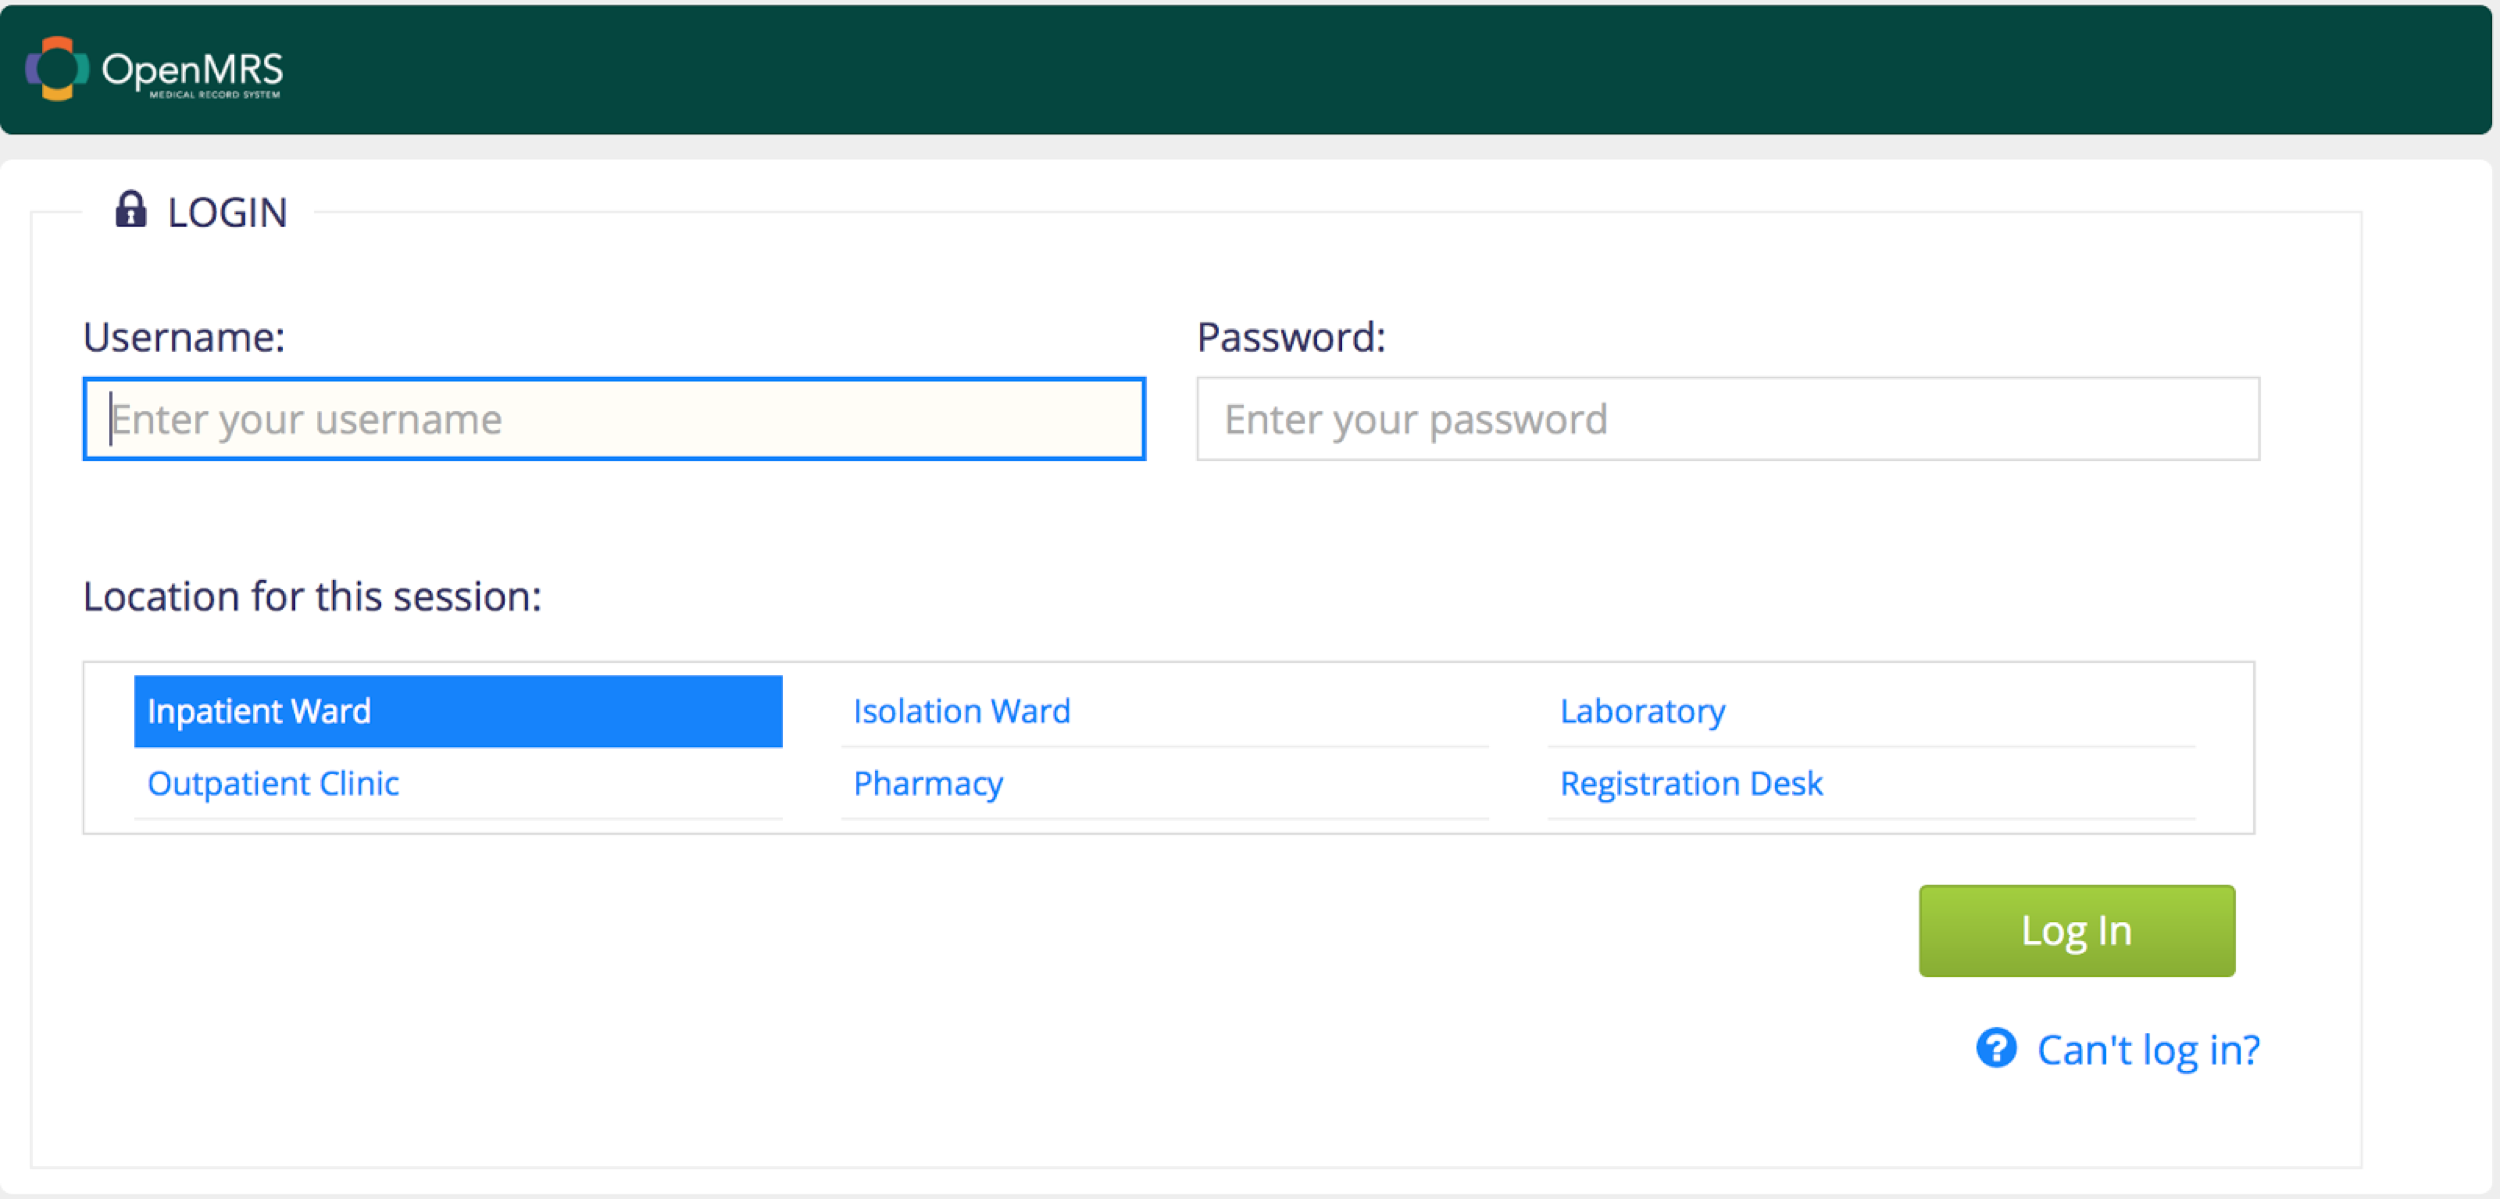 OpenMRS
MEDICAL RECORD SYSTEM
LOGIN
Username:
Password:
Enter your username
Enter your password
Location for this session:
Inpatient Ward
Isolation Ward
Laboratory
Outpatient Clinic
Pharmacy
Registration Desk
Log In
Can't log in?